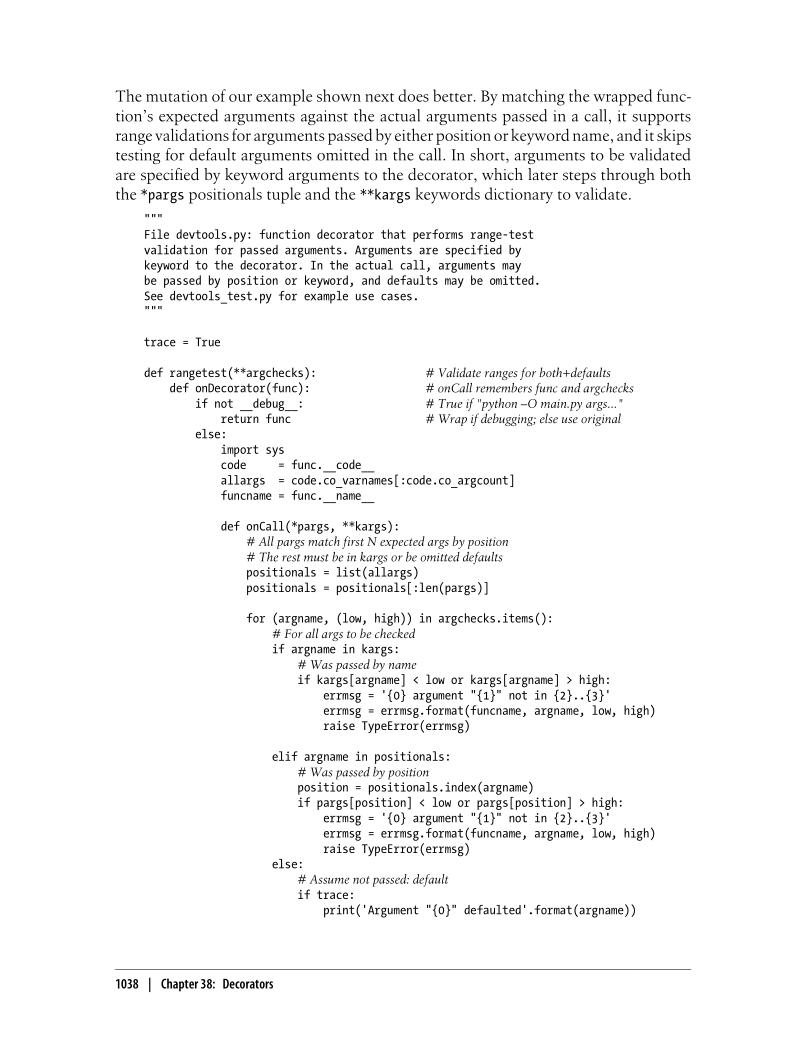 The mutation of our example shown next does better. By matching the wrapped func-
tion’s expected arguments against the actual arguments passed in a call, it supports
range validations for arguments passed by either position or keyword name, and it skips
testing for default arguments omitted in the call. In short, arguments to be validated
are specified by keyword arguments to the decorator, which later steps through both
the *pargs positionals tuple and the **kargs keywords dictionary to validate.
"""
File devtools.py: function decorator that performs range-test
validation for passed arguments. Arguments are specified by
keyword to the decorator. In the actual call, arguments may
be passed by position or keyword, and defaults may be omitted.
See devtools_test.py for example use cases.
"""
trace = True
def rangetest(**argchecks): # Validate ranges for both+defaults
    def onDecorator(func): # onCall remembers func and argchecks
        if not __debug__: # True if "python –O main.py args..."
            return func # Wrap if debugging; else use original
        else:
            import sys
            code     = func.__code__
            allargs  = code.co_varnames[:code.co_argcount]
            funcname = func.__name__
            def onCall(*pargs, **kargs):
                # All pargs match first N expected args by position
                # The rest must be in kargs or be omitted defaults
                positionals = list(allargs)
                positionals = positionals[:len(pargs)]
                for (argname, (low, high)) in argchecks.items():
                    # For all args to be checked
                    if argname in kargs:
                        # Was passed by name
                        if kargs[argname] < low or kargs[argname] > high:
                            errmsg = '{0} argument "{1}" not in {2}..{3}'
                            errmsg = errmsg.format(funcname, argname, low, high)
                            raise TypeError(errmsg)
                    elif argname in positionals:
                        # Was passed by position
                        position = positionals.index(argname)
                        if pargs[position] < low or pargs[position] > high:
                            errmsg = '{0} argument "{1}" not in {2}..{3}'
                            errmsg = errmsg.format(funcname, argname, low, high)
                            raise TypeError(errmsg)
                    else:
                        # Assume not passed: default
                        if trace:
                            print('Argument "{0}" defaulted'.format(argname))
1038 | Chapter 38: Decorators